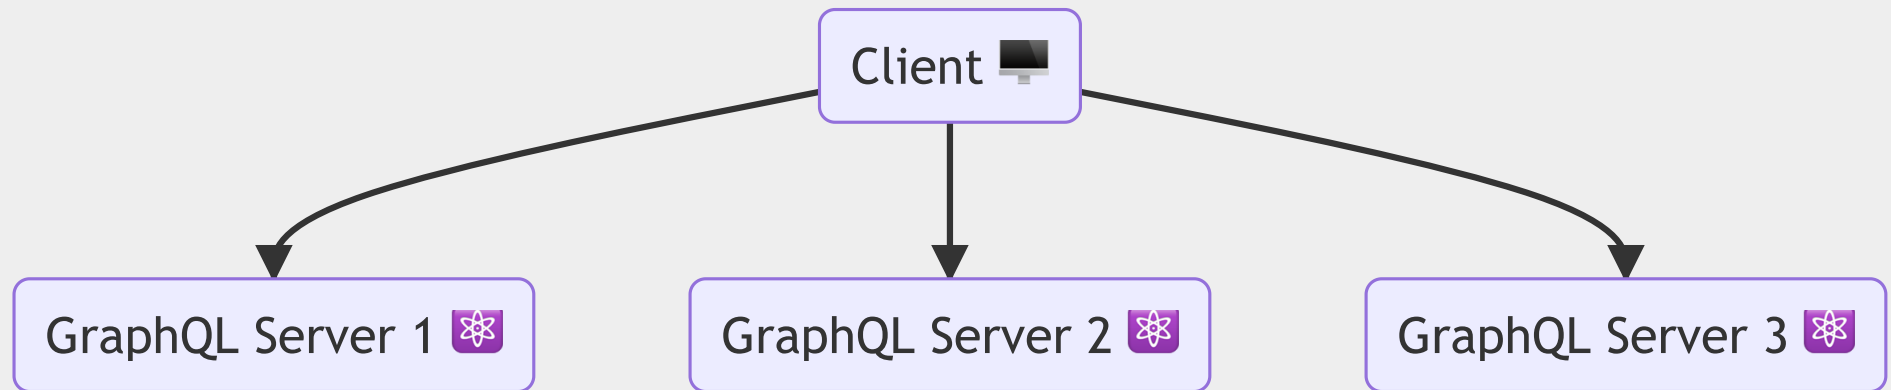 Client 🖥️
GraphQL Server 1 ⚛️
GraphQL Server 2 ⚛️
GraphQL Server 3 ⚛️